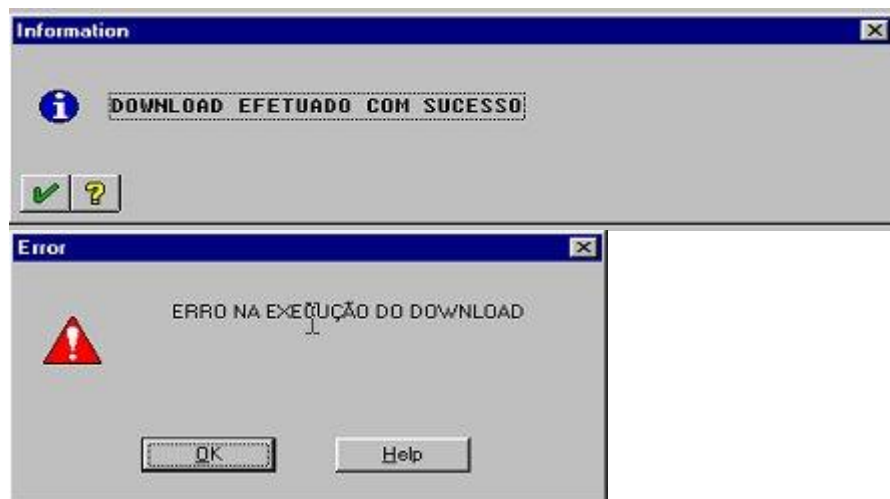 Information
DOWNLOAD EFETUADO COM SUCESSO
Error
ERRO NA EXECUÇÃO DO DOWNLOAD
OK
Help